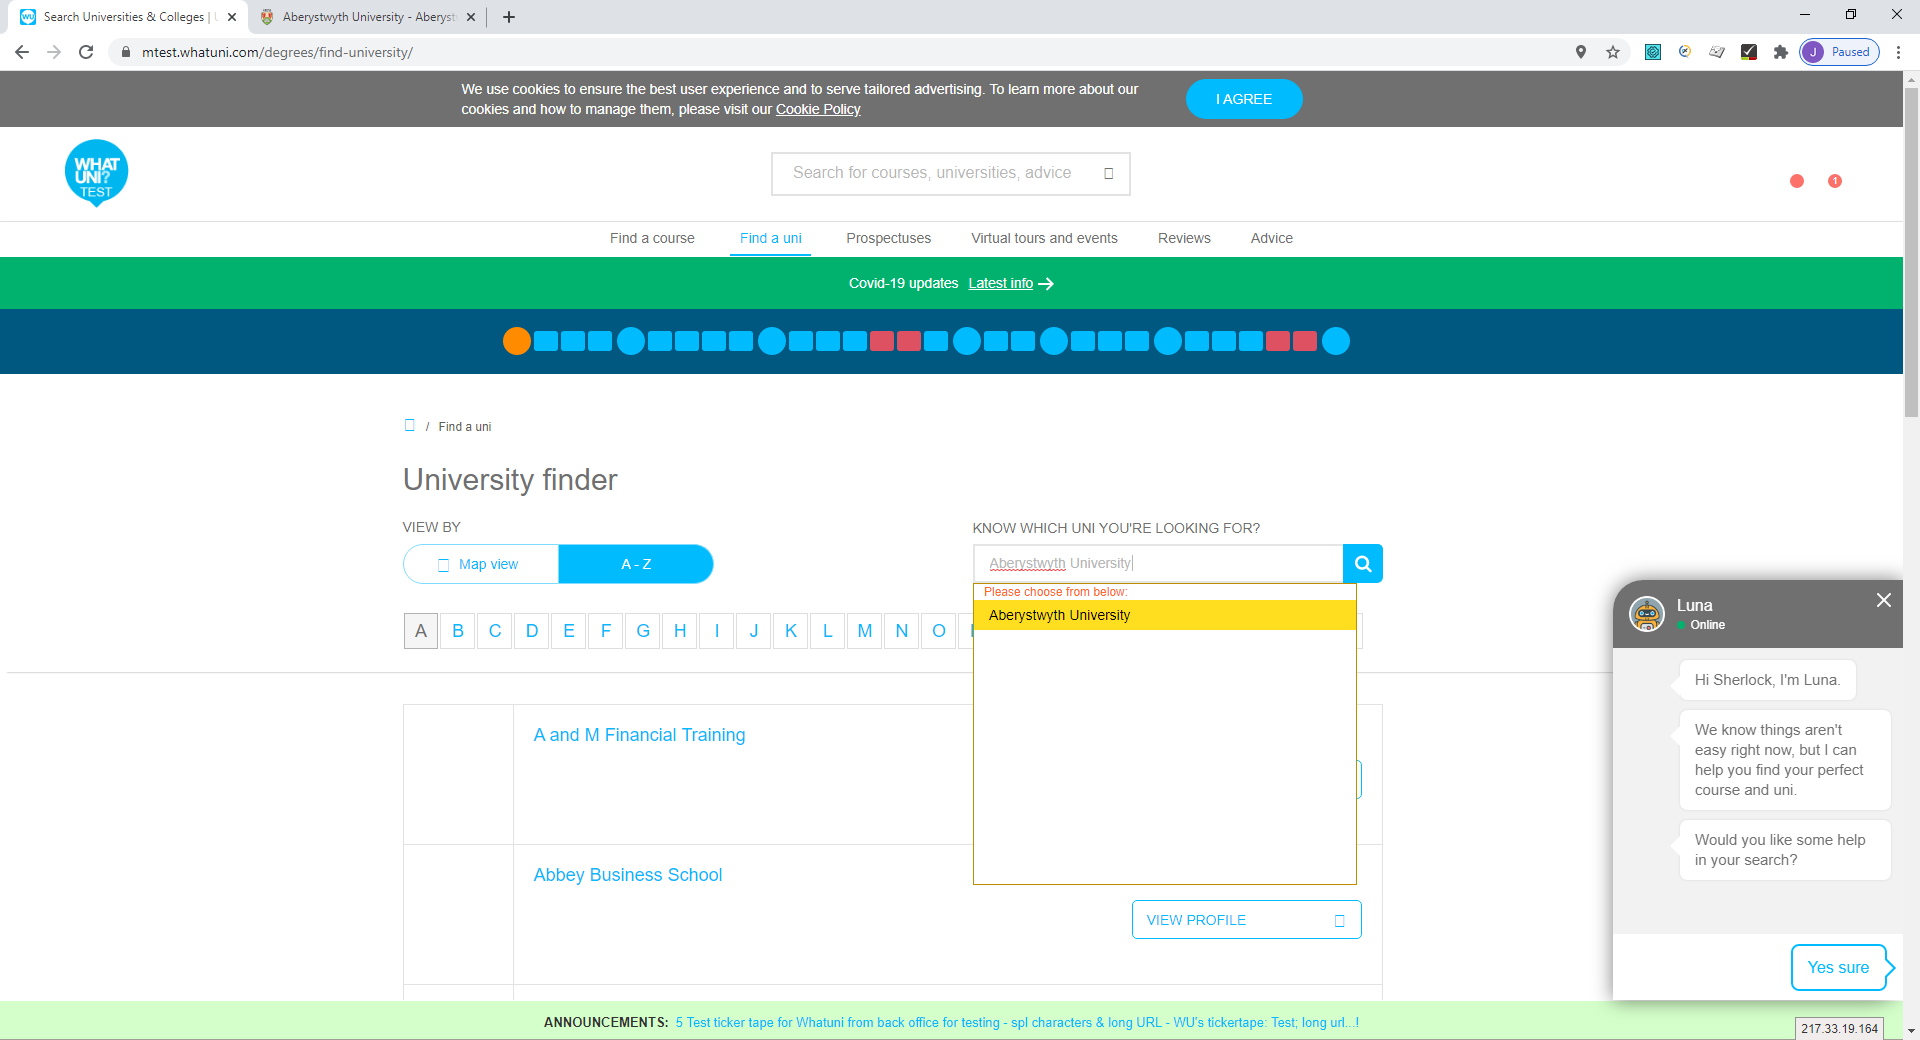 Search Universities & Colleges |
Aberystwyth University - Aberyst
mtest.whatuni.com/degrees/find-university/
J Paused
We use cookies to ensure the best user experience and to serve tailored advertising. To learn more about our
cookies and how to manage them, please visit our Cookie Policy
I AGREE
WHAT
UNI?
TEST
Search for courses, universities, advice
1
Find a course
Find a uni
Prospectuses
Virtual tours and events
Reviews
Advice
Covid-19 updates Latest info
/ Find a uni
University finder
VIEW BY
KNOW WHICH UNI YOU'RE LOOKING FOR?
Map view
A - Z
Aberystwyth University
Please choose from below:
Aberystwyth University
A B C D E F G H I J K L M N O
A and M Financial Training
Abbey Business School
VIEW PROFILE
Luna
Online
Hi Sherlock, I'm Luna.
We know things aren't
easy right now, but I can
help you find your perfect
course and uni.
Would you like some help
in your search?
Yes sure
ANNOUNCEMENTS: 5 Test ticker tape for Whatuni from back office for testing - spl characters & long URL - WU's tickertape: Test; long url...!
217.33.19.164